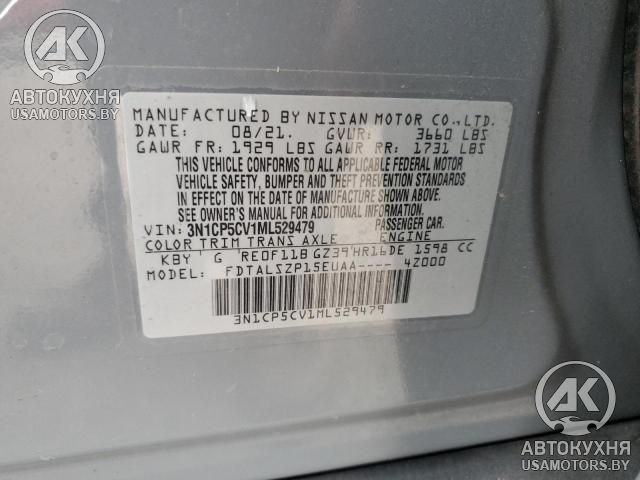 AK
АВТОКУХНЯ
USAMOTORS.BY
MANUFACTURED BY NISSAN MOTOR CO.,LTD.
DATE: 08/21. GVWR: 3660 LBS
GAWR FR: 1929 LBS GAWR RR: 1731 LBS
THIS VEHICLE CONFORMS TO ALL APPLICABLE FEDERAL MOTOR
VEHICLE SAFETY, BUMPER AND THEFT PREVENTION STANDARDS
IN EFFECT ON THE DATE OF MANUFACTURE SHOWN ABOVE.
SEE OWNER'S MANUAL FOR ADDITIONAL INFORMATION.
VIN: 3N1CP5CV1ML529479 PASSENGER CAR.
COLOR TRIM TRANS AXLE ENGINE
KBY G RE0F11B GZ39 HR16DE 1598 CC
MODEL: FDTALSZP15EUAA---- 4Z000
3N1CP5CV1ML529479
AK
АВТОКУХНЯ
USAMOTORS.BY